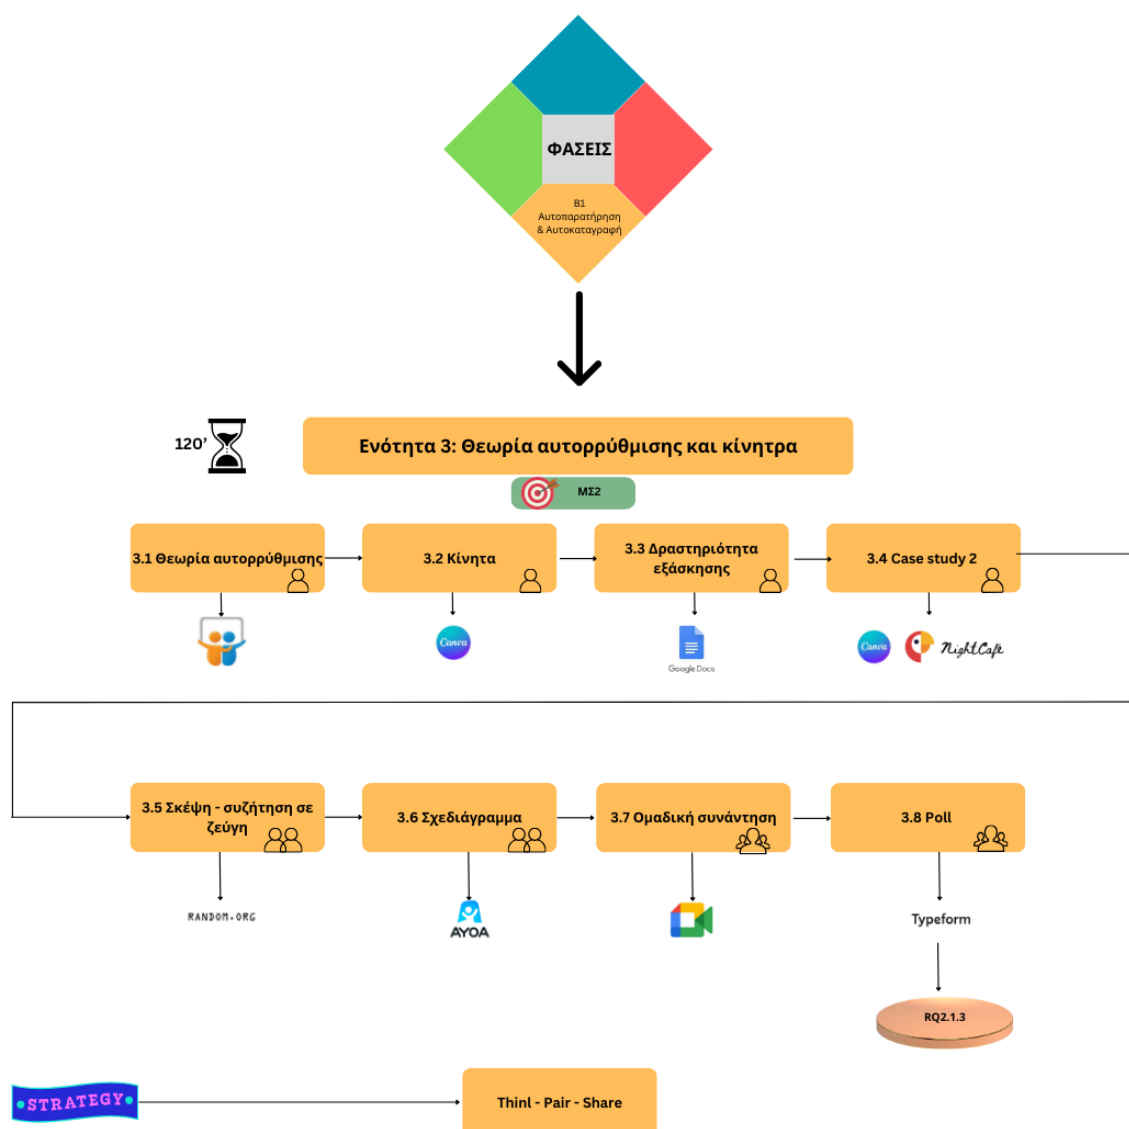 ΦΑΣΕΙΣ
Β1
Αυτοπαρατήρηση
& Αυτοκαταγραφή
120’
Ενότητα 3: Θεωρία αυτορρύθμισης και κίνητρα
ΜΣ2
3.1 Θεωρία αυτορρύθμισης
3.2 Κίνητα
3.3 Δραστηριότητα
εξάσκησης
3.4 Case study 2
Canva
Google Docs
Canva
NightCafe
3.5 Σκέψη - συζήτηση σε
ζεύγη
3.6 Σχεδιάγραμμα
3.7 Ομαδική συνάντηση
3.8 Poll
RANDOM.ORG
AYOA
Typeform
RQ2.1.3
STRATEGY
Thinl - Pair - Share